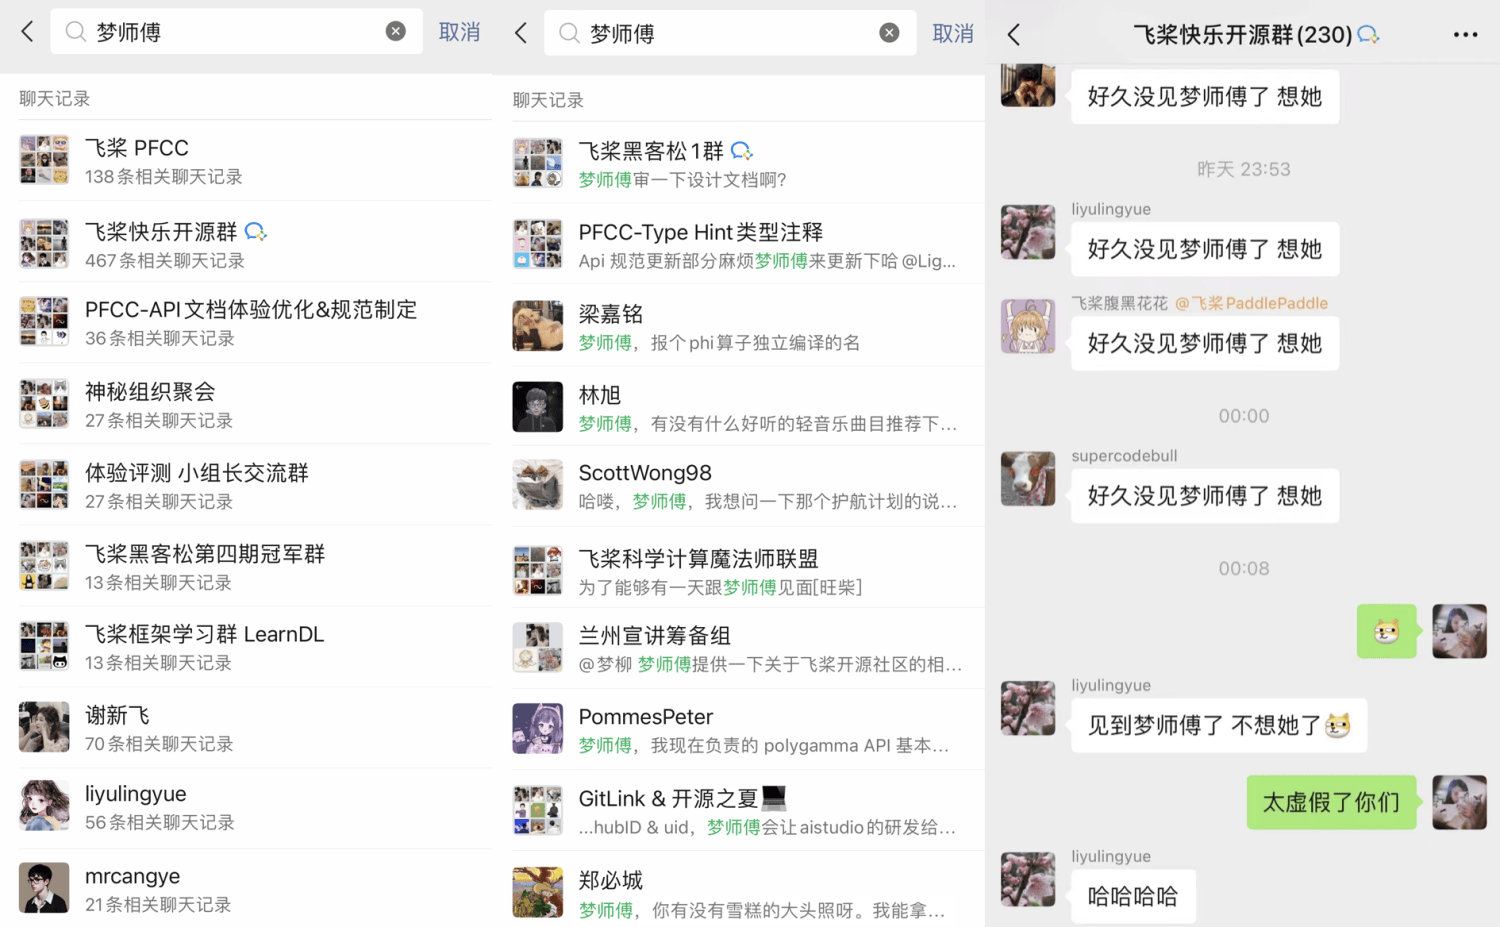 梦师傅
取消
聊天记录
飞桨 PFCC
138条相关聊天记录
飞桨快乐开源群
467条相关聊天记录
PFCC-API文档体验优化&规范制定
36条相关聊天记录
神秘组织聚会
27条相关聊天记录
体验评测 小组长交流群
27条相关聊天记录
飞桨黑客松第四期冠军群
13条相关聊天记录
飞桨框架学习群 LearnDL
13条相关聊天记录
谢新飞
70条相关聊天记录
liyulingyue
56条相关聊天记录
mrcangye
21条相关聊天记录
梦师傅
取消
聊天记录
飞桨黑客松1群
梦师傅审一下设计文档啊?
PFCC-Type Hint类型注释
Api 规范更新部分麻烦梦师傅来更新下哈@Lig...
梁嘉铭
梦师傅，报个phi算子独立编译的名
林旭
梦师傅，有没有什么好听的轻音乐曲目推荐下...
ScottWong98
哈喽，梦师傅，我想问一下那个护航计划的说...
飞桨科学计算魔法师联盟
为了能够有一天跟梦师傅见面[旺柴]
兰州宣讲筹备组
@梦柳 梦师傅提供一下关于飞桨开源社区的相...
PommesPeter
梦师傅，我现在负责的 polygamma API 基本...
GitLink & 开源之夏💻
...hubID & uid，梦师傅会让aistudio的研发给...
郑必城
梦师傅，你有没有雪糕的大头照呀。我能拿...
飞桨快乐开源群(230)
好久没见梦师傅了 想她
昨天 23:53
liyulingyue
好久没见梦师傅了 想她
飞桨腹黑花花 @飞桨PaddlePaddle
好久没见梦师傅了 想她
00:00
supercodebull
好久没见梦师傅了 想她
00:08
liyulingyue
见到梦师傅了 不想她了
太虚假了你们
liyulingyue
哈哈哈哈